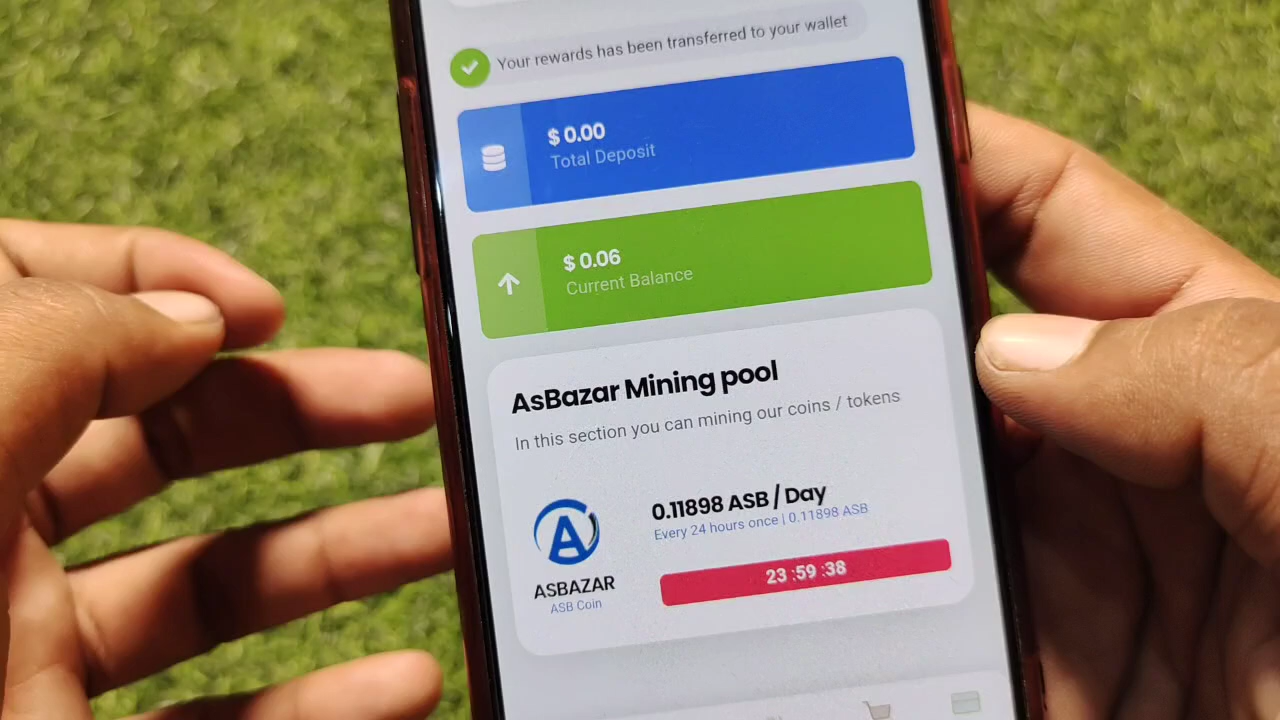 Your rewards has been transferred to your wallet
$ 0.00
Total Deposit
$ 0.06
Current Balance
AsBazar Mining pool
In this section you can mining our coins / tokens
0.11898 ASB / Day
Every 24 hours once | 0.11898 ASB
23 :59 :38
A
ASBAZAR
ASB Coin